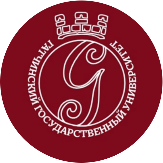 ГАТЧИНСКИЙ ГОСУДАРСТВЕННЫЙ УНИВЕРСИТЕТ
G